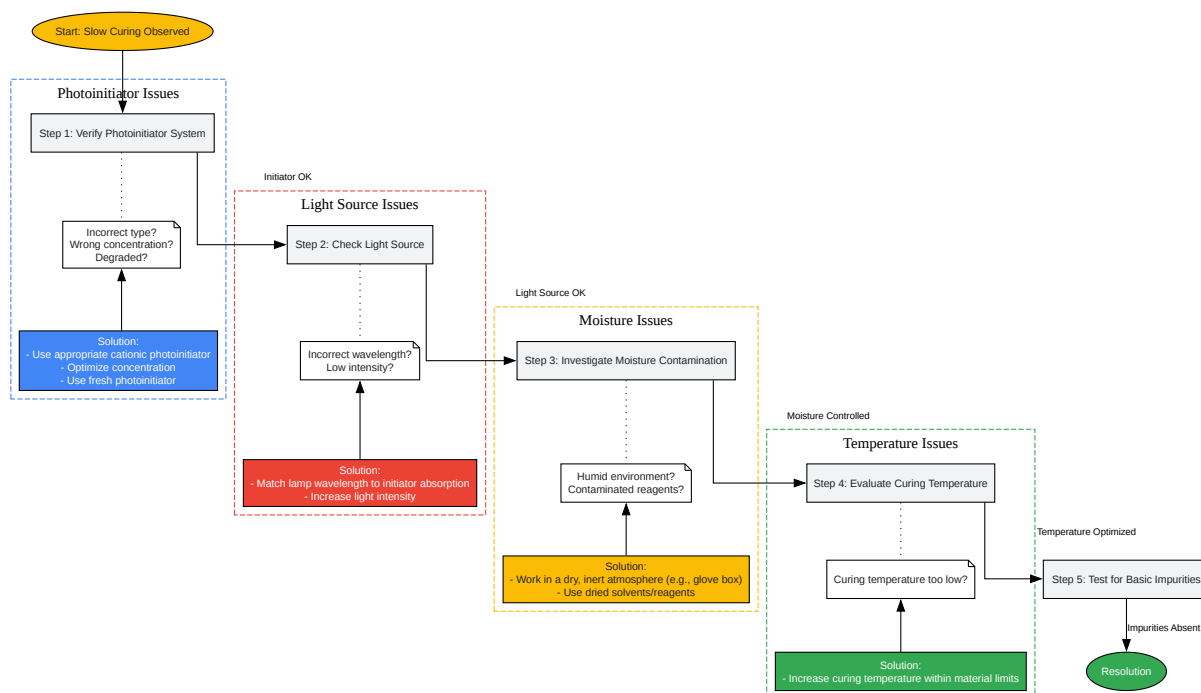 Start: Slow Curing Observed
Photoinitiator Issues
Step 1: Verify Photoinitiator System
Incorrect type?
Wrong concentration?
Degraded?
Solution:
- Use appropriate cationic photoinitiator
- Optimize concentration
- Use fresh photoinitiator
Initiator OK
Light Source Issues
Step 2: Check Light Source
Incorrect wavelength?
Low intensity?
Solution:
- Match lamp wavelength to initiator absorption
- Increase light intensity
Light Source OK
Moisture Issues
Step 3: Investigate Moisture Contamination
Humid environment?
Contaminated reagents?
Solution:
- Work in a dry, inert atmosphere (e.g., glove box)
- Use dried solvents/reagents
Moisture Controlled
Temperature Issues
Step 4: Evaluate Curing Temperature
Curing temperature too low?
Solution:
- Increase curing temperature within material limits
Temperature Optimized
Step 5: Test for Basic Impurities
Impurities Absent
Resolution